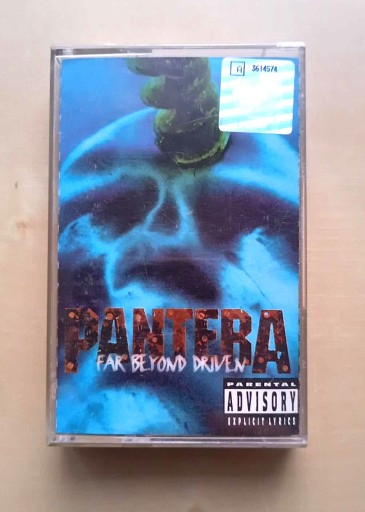 3614574
PANTERA
FAR BEYOND DRIVEN
PARENTAL
ADVISORY
EXPLICIT LYRICS